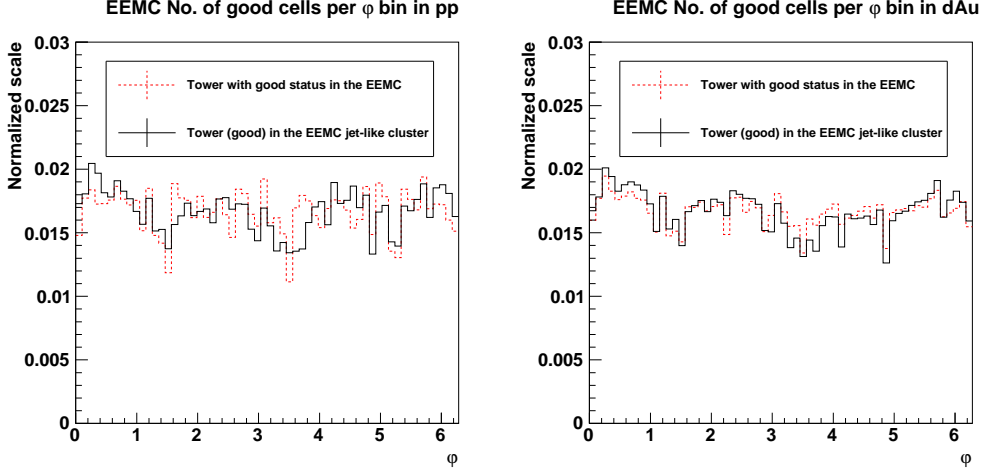 EEMC No. of good cells per φ bin in pp
Normalized scale
0.03
0.025
0.02
0.015
0.01
0.005
0
Tower with good status in the EEMC
Tower (good) in the EEMC jet-like cluster
0 1 2 3 4 5 6
φ
EEMC No. of good cells per φ bin in dAu
Normalized scale
0.03
0.025
0.02
0.015
0.01
0.005
0
Tower with good status in the EEMC
Tower (good) in the EEMC jet-like cluster
0 1 2 3 4 5 6
φ